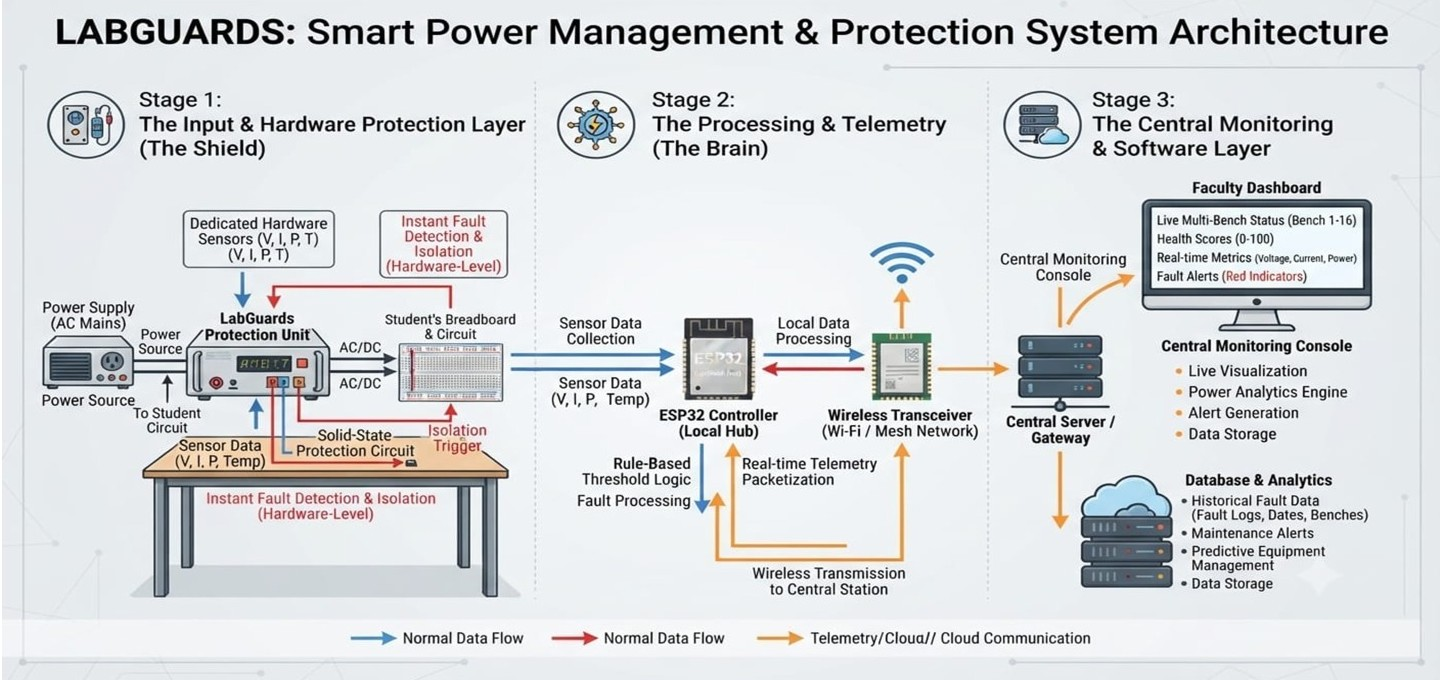 LABGUARDS: Smart Power Management & Protection System Architecture
Stage 1:
The Input & Hardware Protection Layer
(The Shield)
Dedicated Hardware
Sensors (V, I, P, T)
(V, I, P, T)
Instant Fault
Detection &
Isolation
(Hardware-Level)
Power Supply
(AC Mains)
Power
Source
LabGuards
Protection Unit
Student's Breadboard
& Circuit
AC/DC
AC/DC
Power Source
To Student
Circuit
Sensor Data
(V, I, P, Temp)
Solid-State
Protection Circuit
Isolation
Trigger
Instant Fault Detection & Isolation
(Hardware-Level)
Stage 2:
The Processing & Telemetry
(The Brain)
Sensor Data
Collection
Sensor Data
(V, I, P, Temp)
ESP32
Local Data
Processing
ESP32 Controller
(Local Hub)
Wireless Transceiver
(Wi-Fi / Mesh Network)
Rule-Based
Threshold Logic
Fault Processing
Real-time Telemetry
Packetization
Wireless Transmission
to Central Station
Stage 3:
The Central Monitoring
& Software Layer
Faculty Dashboard
Live Multi-Bench Status (Bench 1-16)
Health Scores (0-100)
Real-time Metrics (Voltage, Current, Power)
Fault Alerts (Red Indicators)
Central Monitoring
Console
Central Server /
Gateway
Central Monitoring Console
• Live Visualization
• Power Analytics Engine
• Alert Generation
• Data Storage
Database & Analytics
• Historical Fault Data
(Fault Logs, Dates, Benches)
• Maintenance Alerts
• Predictive Equipment
Management
• Data Storage
Normal Data Flow
Normal Data Flow
Telemetry/Cloud// Cloud Communication